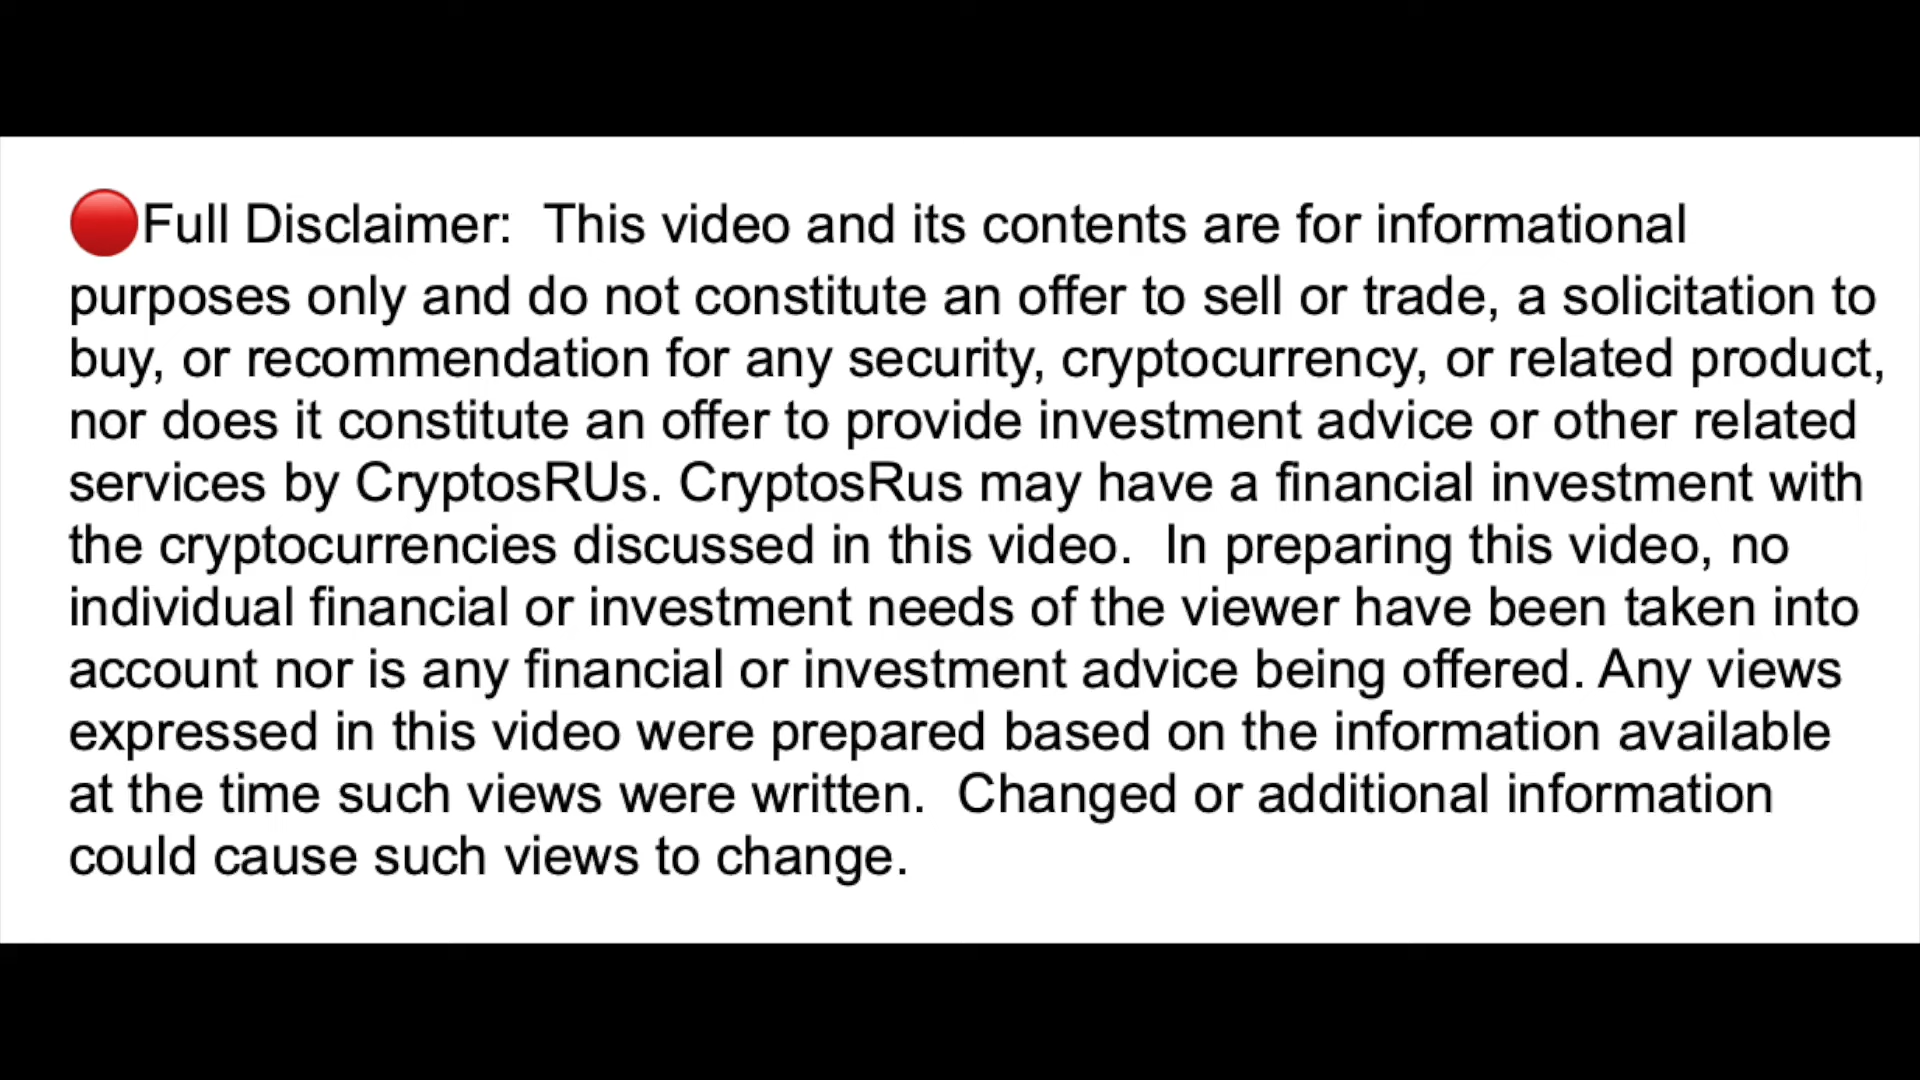 🔴Full Disclaimer:  This video and its contents are for informational
purposes only and do not constitute an offer to sell or trade, a solicitation to
buy, or recommendation for any security, cryptocurrency, or related product,
nor does it constitute an offer to provide investment advice or other related
services by CryptosRUs. CryptosRus may have a financial investment with
the cryptocurrencies discussed in this video.  In preparing this video, no
individual financial or investment needs of the viewer have been taken into
account nor is any financial or investment advice being offered. Any views
expressed in this video were prepared based on the information available
at the time such views were written.  Changed or additional information
could cause such views to change.